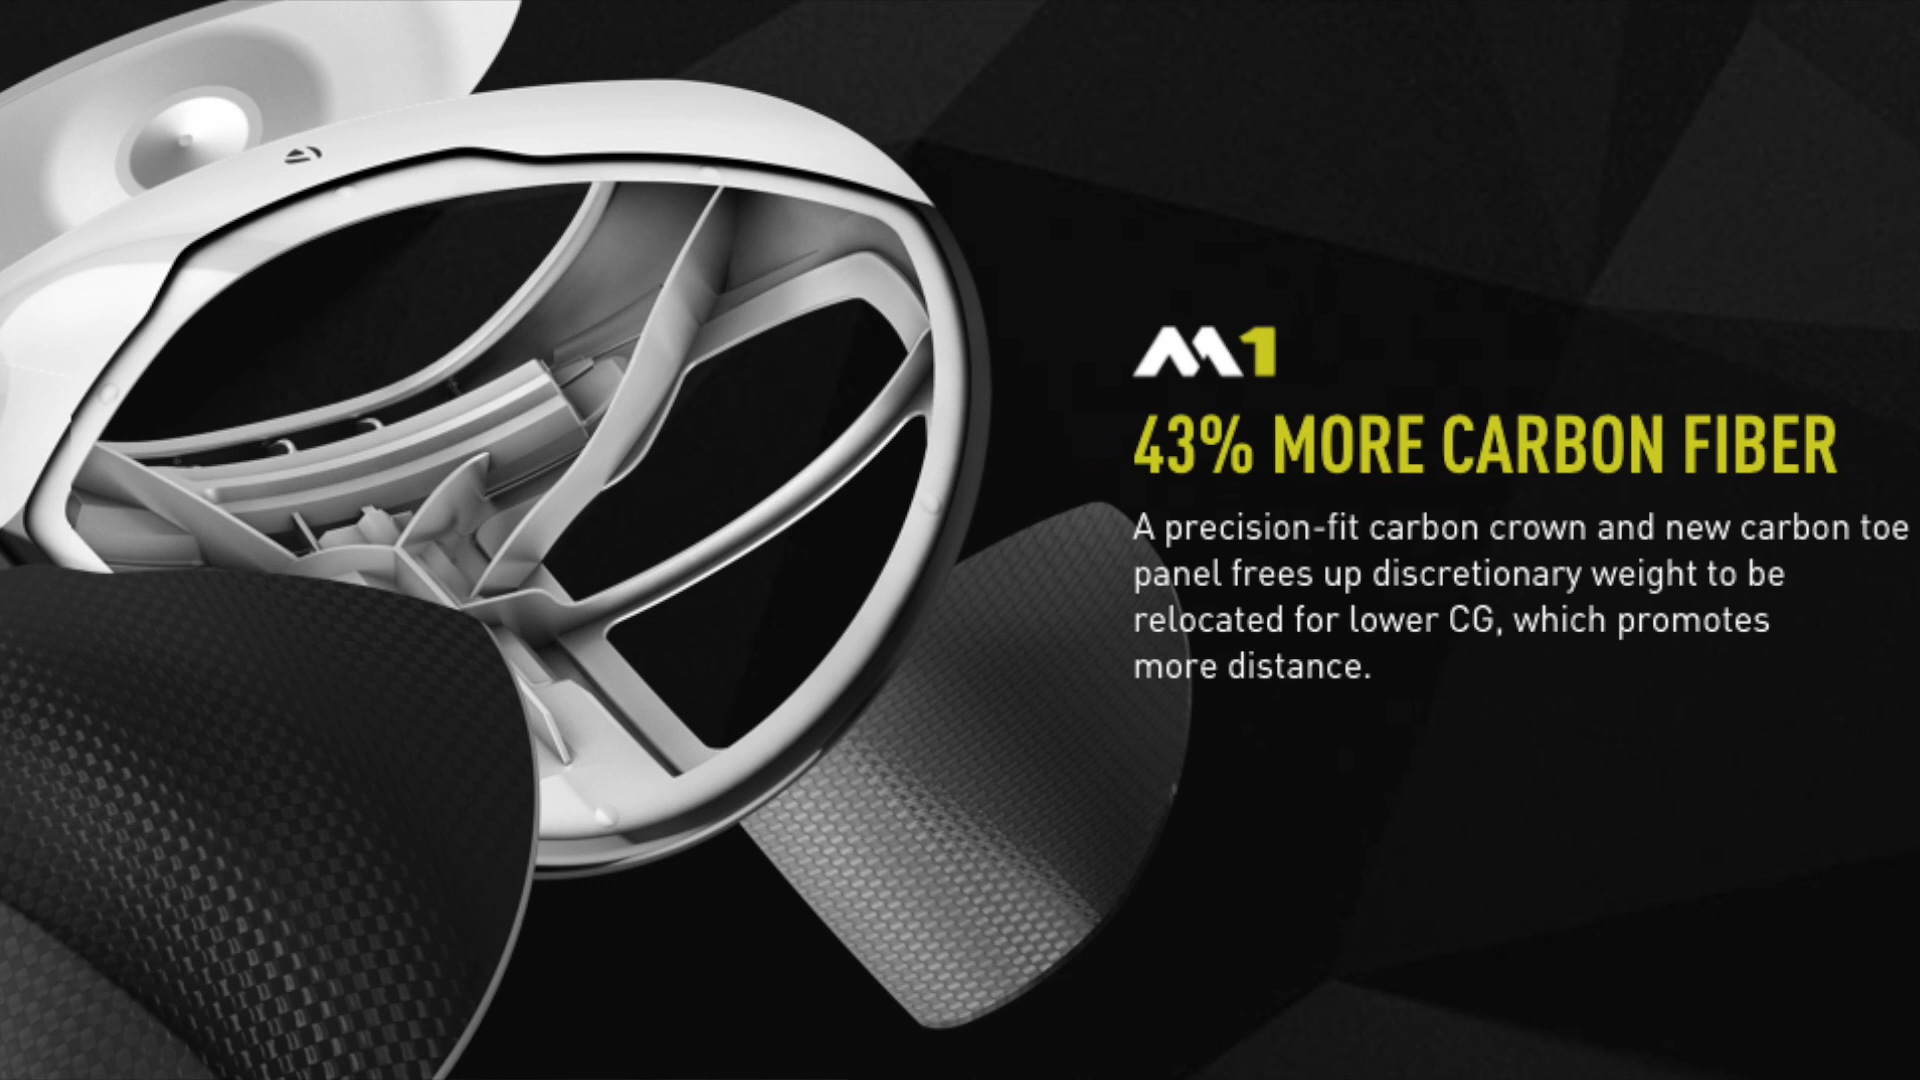 M1
43% MORE CARBON FIBER
A precision-fit carbon crown and new carbon toe
panel frees up discretionary weight to be
relocated for lower CG, which promotes
more distance.